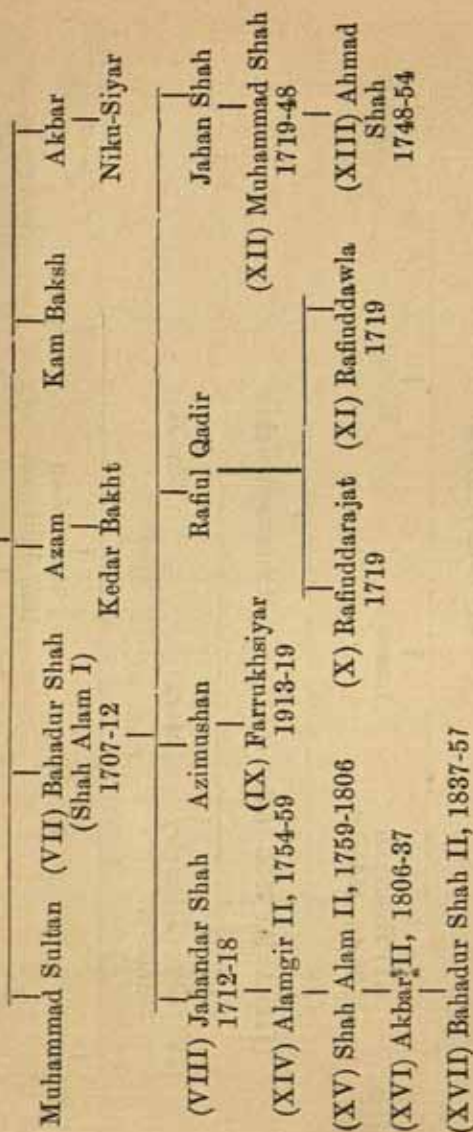 Muhammad Sultan (VII) Bahadur Shah Azam Kam Baksh Akbar
(Shah Alam I)
1707-12
Kedar Bakht Niku-Siyar
(VIII) Jahandar Shah Azimushan Rafiul Qadir Jahan Shah
1712-18
(IX) Farrukhsiyar (XII) Muhammad Shah
1913-19 1719-48
(XIV) Alamgir II, 1754-59
(X) Rafiuddarajat (XI) Rafiuddawla (XIII) Ahmad
1719 1719 Shah
1748-54
(XV) Shah Alam II, 1759-1806
(XVI) Akbar II, 1806-37
(XVII) Bahadur Shah II, 1837-57